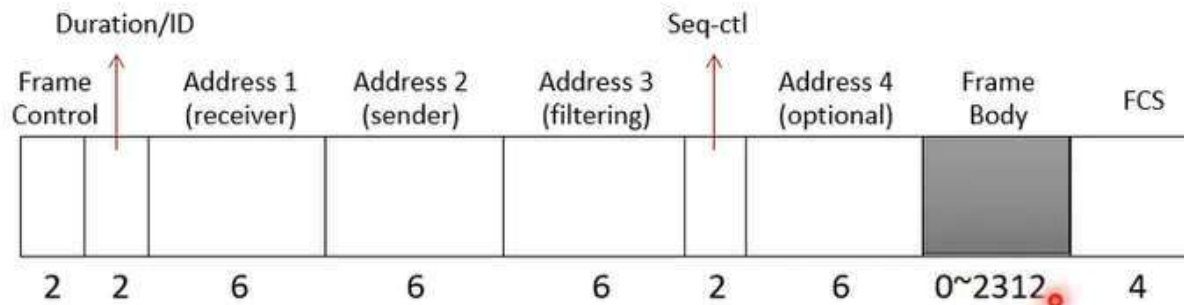 Duration/ID
Seq-ctl
Frame
Control
Address 1
(receiver)
Address 2
(sender)
Address 3
(filtering)
Address 4
(optional)
Frame
Body
FCS
2 2 6 6 6 2 6 0~2312 4